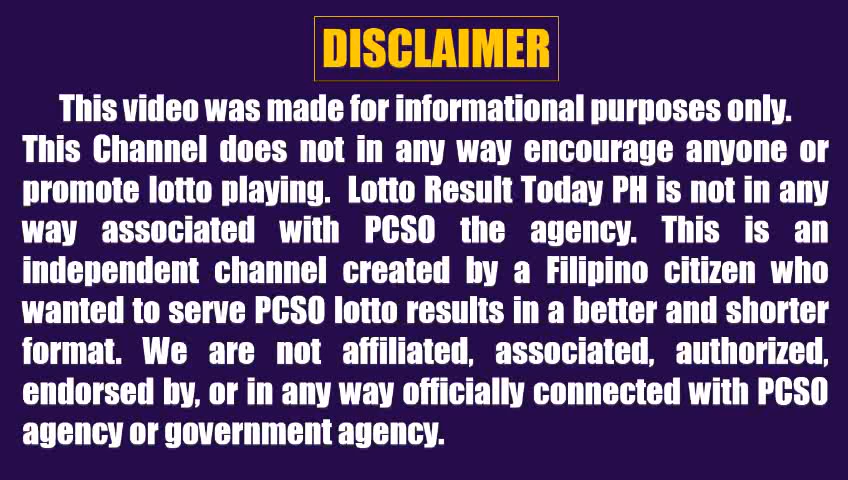 DISCLAIMER
This video was made for informational purposes only.
This Channel does not in any way encourage anyone or
promote lotto playing. Lotto Result Today PH is not in any
way associated with PCSO the agency. This is an
independent channel created by a Filipino citizen who
wanted to serve PCSO lotto results in a better and shorter
format. We are not affiliated, associated, authorized,
endorsed by, or in any way officially connected with PCSO
agency or government agency.